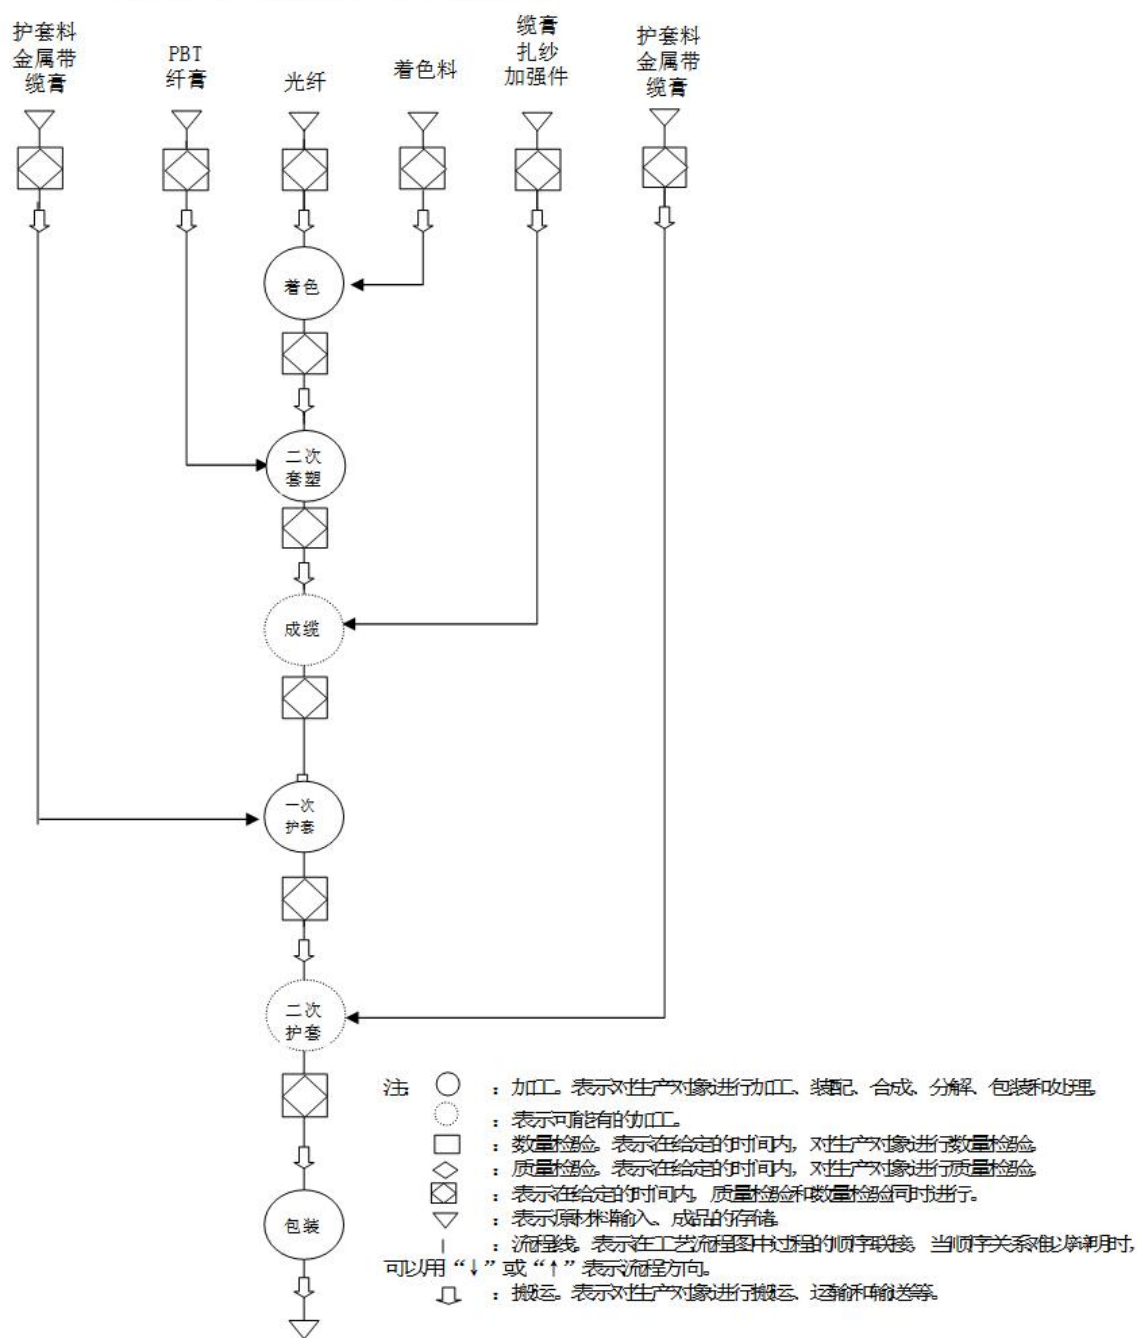 护套料
金属带
缆膏
PBT
纤膏
光纤
着色料
缆膏
扎纱
加强件
护套料
金属带
缆膏
着色
二次
套塑
成缆
一次
护套
二次
护套
包装
注: : 加工。表示对生产对象进行加工、装配、合成、分解、包装和处理。
: 表示可能有的加工。
: 数量检验。表示在给定的时间内，对生产对象进行数量检验。
: 质量检验。表示在给定的时间内，对生产对象进行质量检验。
: 表示在给定的时间内，质量检验和数量检验同时进行。
: 表示原材料输入、成品的存储。
: 流程线。表示在工艺流程图中过程的顺序联接。当顺序关系难以辩明时，
可以用“↓”或“↑”表示流程方向。
: 搬运。表示对生产对象进行搬运、运输和输送等。